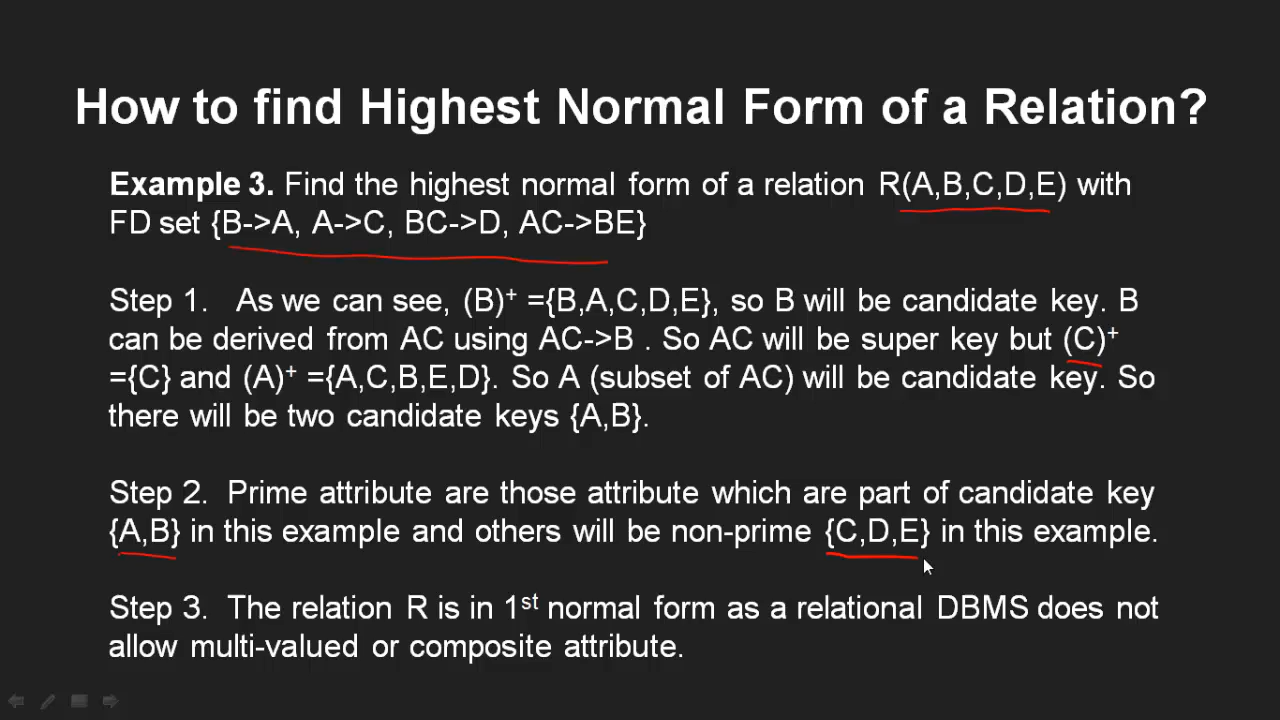 How to find Highest Normal Form of a Relation?
Example 3. Find the highest normal form of a relation R(A,B,C,D,E) with
FD set {B->A, A->C, BC->D, AC->BE}
Step 1. As we can see, (B)⁺ ={B,A,C,D,E}, so B will be candidate key. B
can be derived from AC using AC->B . So AC will be super key but (C)⁺
={C} and (A)⁺ ={A,C,B,E,D}. So A (subset of AC) will be candidate key. So
there will be two candidate keys {A,B}.
Step 2. Prime attribute are those attribute which are part of candidate key
{A,B} in this example and others will be non-prime {C,D,E} in this example.
Step 3. The relation R is in 1ˢᵗ normal form as a relational DBMS does not
allow multi-valued or composite attribute.